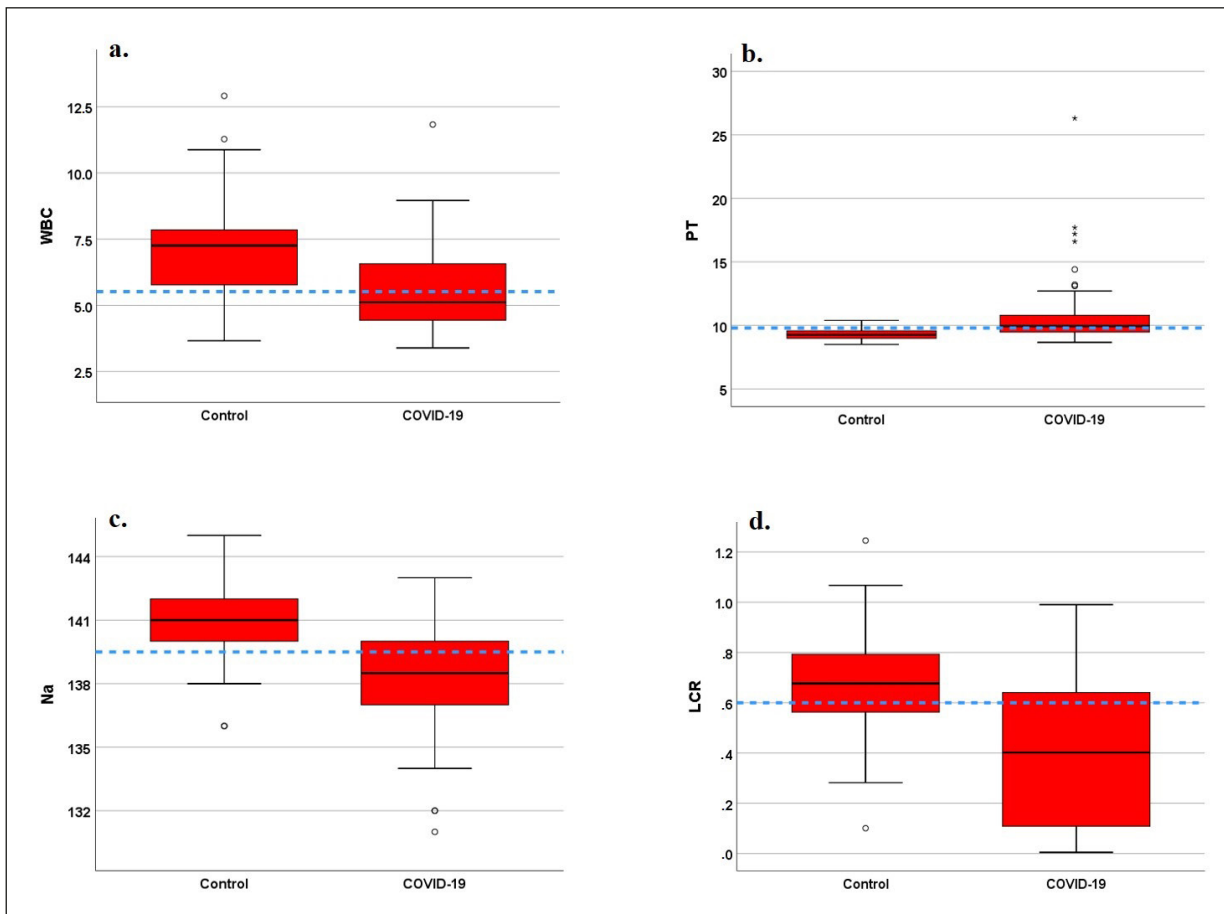 a.
WBC
12.5
10.0
7.5
5.0
2.5
Control COVID-19
b.
PT
30
25
20
15
10
5
Control COVID-19
c.
Na
144
141
138
135
132
Control COVID-19
d.
LCR
1.2
1.0
.8
.6
.4
.2
.0
Control COVID-19